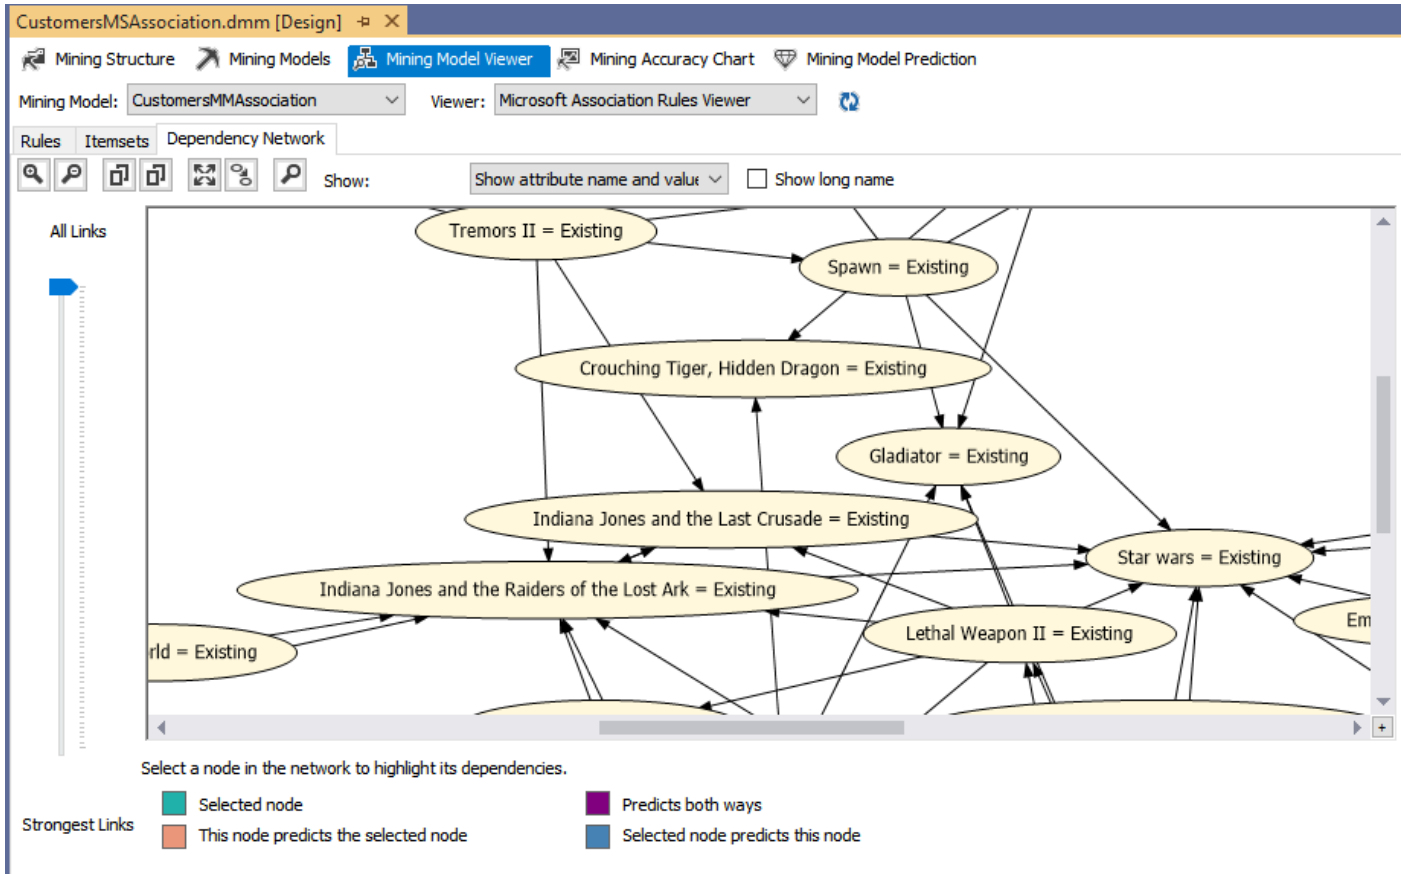 CustomersMSAssociation.dmm [Design]
Mining Structure Mining Models Mining Model Viewer Mining Accuracy Chart Mining Model Prediction
Mining Model: CustomersMMAssociation Viewer: Microsoft Association Rules Viewer
Rules Itemsets Dependency Network
Show: Show attribute name and value Show long name
All Links
Tremors II = Existing
Spawn = Existing
Crouching Tiger, Hidden Dragon = Existing
Gladiator = Existing
Indiana Jones and the Last Crusade = Existing
Star wars = Existing
Indiana Jones and the Raiders of the Lost Ark = Existing
Em
Lethal Weapon II = Existing
rld = Existing
Select a node in the network to highlight its dependencies.
Selected node Predicts both ways
Strongest Links
This node predicts the selected node Selected node predicts this node